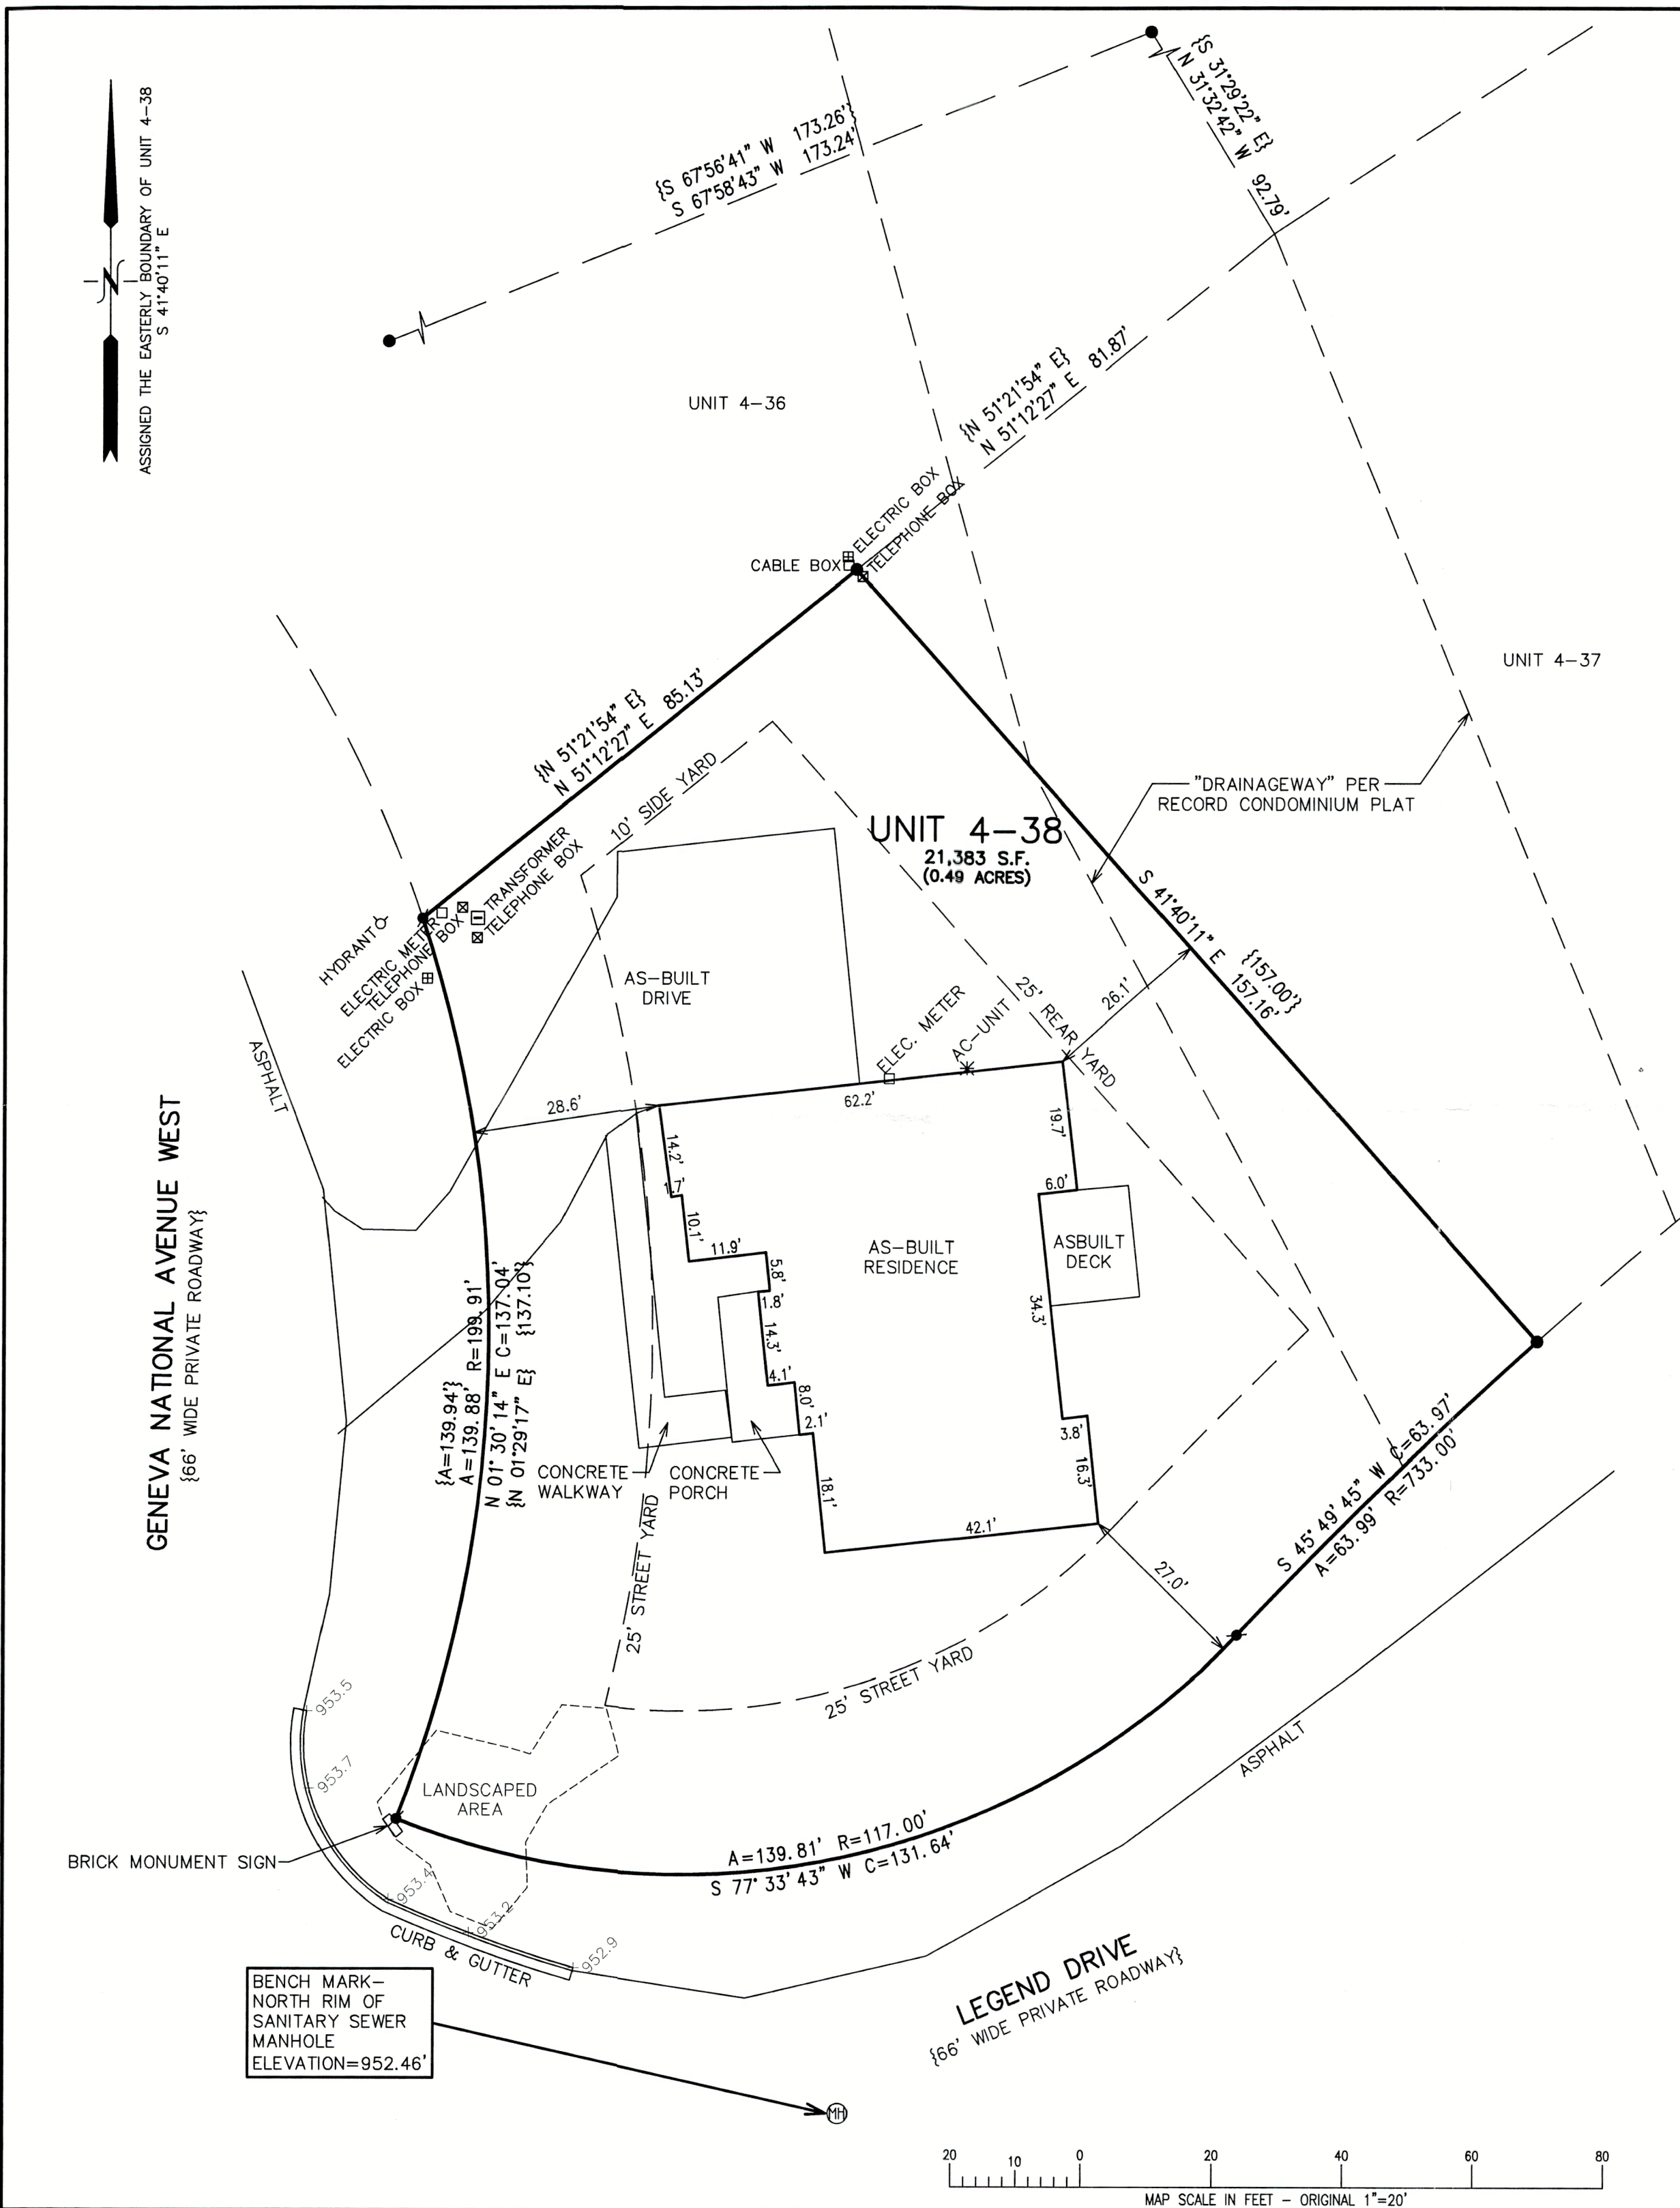 {S 31°29'22" E}
N 31°32'42" W 92.79'
{S 67°56'41" W 173.26'}
S 67°58'43" W 173.24'
N
ASSIGNED THE EASTERLY BOUNDARY OF UNIT 4-38
S 41°40'11" E
UNIT 4-36
{N 51°21'54" E}
N 51°12'27" E 81.87'
ELECTRIC BOX
TELEPHONE BOX
CABLE BOX
UNIT 4-37
{N 51°21'54" E}
N 51°12'27" E 85.13'
10' SIDE YARD
"DRAINAGEWAY" PER
RECORD CONDOMINIUM PLAT
UNIT 4-38
21,383 S.F.
(0.49 ACRES)
TRANSFORMER
TELEPHONE BOX
HYDRANT
ELECTRIC METER
TELEPHONE BOX
ELECTRIC BOX
S 41°40'11" E
{157.00'}
157.16'
AS-BUILT
DRIVE
26.1'
25' REAR YARD
ELEC. METER
AC-UNIT
ASPHALT
28.6'
62.2'
19.7'
14.2'
1.7'
10.1'
11.9'
5.8'
1.8'
14.3'
4.1'
8.0'
2.1'
18.1'
6.0'
34.3'
3.8'
16.3'
42.1'
AS-BUILT
RESIDENCE
ASBUILT
DECK
GENEVA NATIONAL AVENUE WEST
{66' WIDE PRIVATE ROADWAY}
{A=139.94'}
A=139.88' R=199.91'
N 01°30'14" E C=137.04'
{N 01°29'17" E} {137.10'}
CONCRETE
WALKWAY
CONCRETE
PORCH
25' STREET YARD
S 45°49'45" W C=63.97'
A=63.99' R=733.00'
27.0'
25' STREET YARD
ASPHALT
953.5
953.7
LANDSCAPED
AREA
BRICK MONUMENT SIGN
A=139.81' R=117.00'
S 77°33'43" W C=131.64'
953.4
953.2
952.9
CURB & GUTTER
BENCH MARK-
NORTH RIM OF
SANITARY SEWER
MANHOLE
ELEVATION=952.46'
LEGEND DRIVE
{66' WIDE PRIVATE ROADWAY}
MH
20 10 0 20 40 60 80
MAP SCALE IN FEET - ORIGINAL 1"=20'